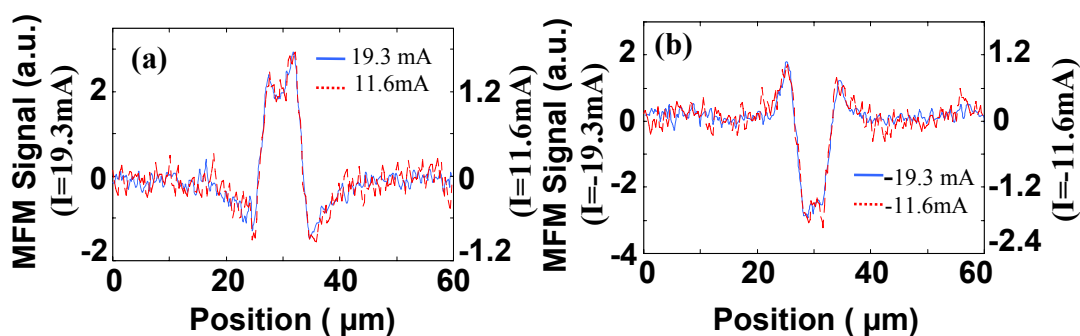 (a)
19.3 mA
11.6mA
MFM Signal (a.u.)
(I=19.3mA)
2
0
-2
1.2
0
-1.2
(I=11.6mA)
0 20 40 60
Position ( µm)
(b)
-19.3 mA
-11.6mA
MFM Signal (a.u.)
(I=-19.3mA)
2
0
-2
-4
1.2
0
-1.2
-2.4
(I=-11.6mA)
0 20 40 60
Position ( µm)